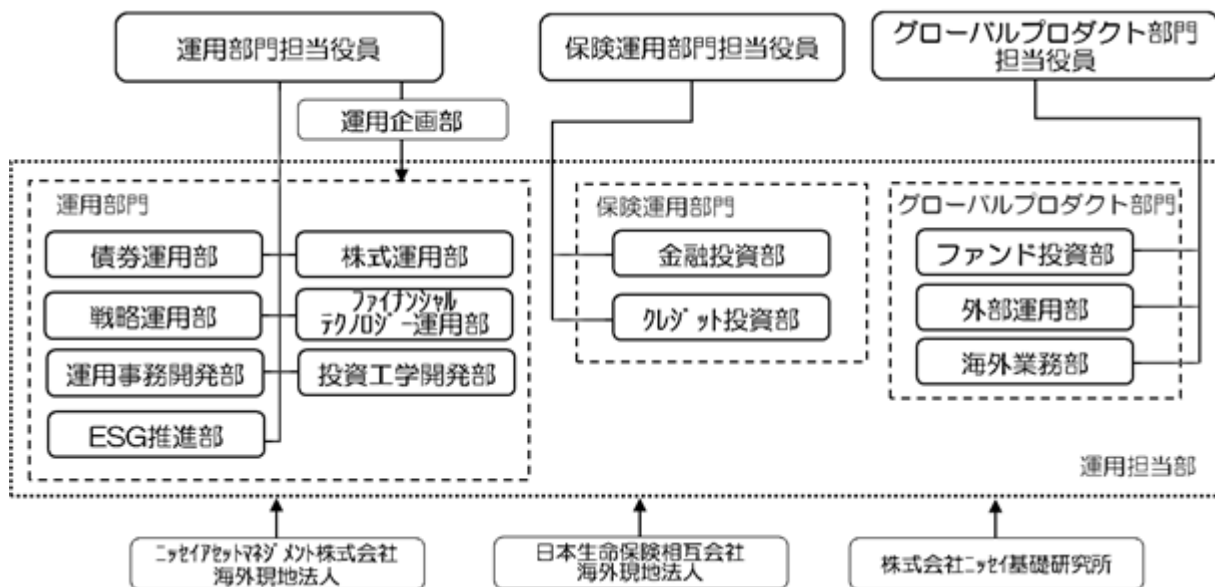 運用部門担当役員
保険運用部門担当役員
グローバルプロダクト部門
担当役員
運用企画部
運用部門
債券運用部
株式運用部
戦略運用部
ファイナンシャル
テクノロジー運用部
運用事務開発部
投資工学開発部
ESG推進部
保険運用部門
金融投資部
クレジット投資部
グローバルプロダクト部門
ファンド投資部
外部運用部
海外業務部
運用担当部
ニッセイアセットマネジメント株式会社
海外現地法人
日本生命保険相互会社
海外現地法人
株式会社ニッセイ基礎研究所